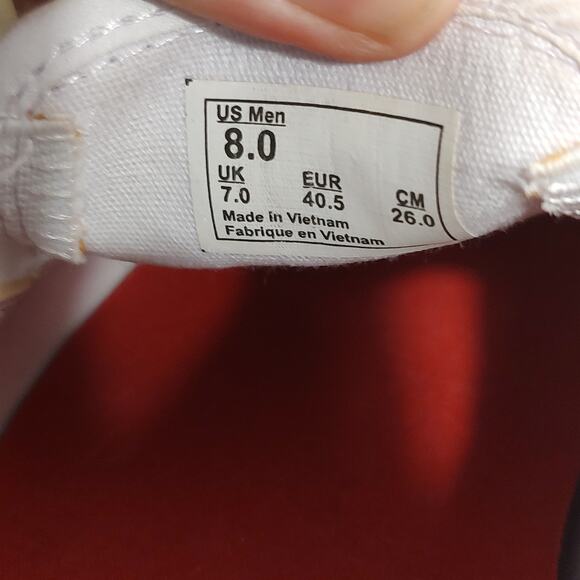 US Men
8.0
UK EUR CM
7.0 40.5 26.0
Made in Vietnam
Fabrique en Vietnam